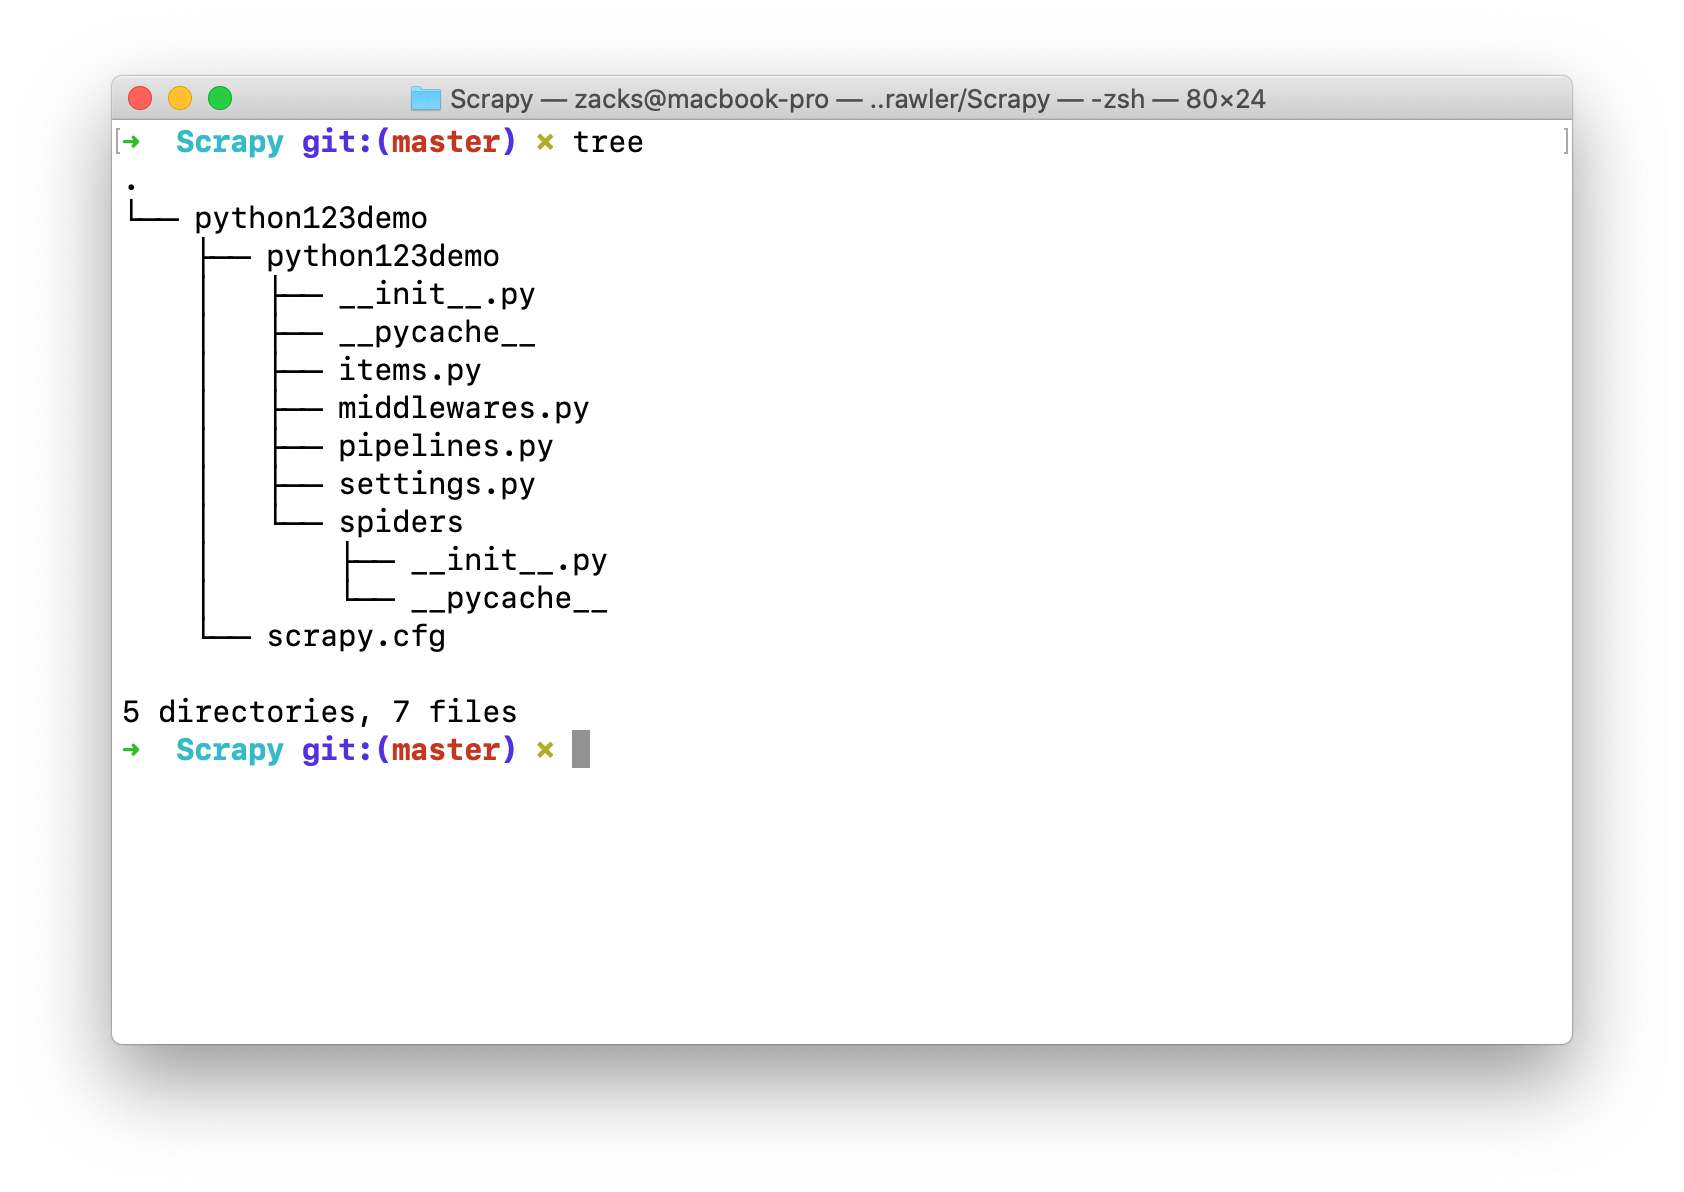 Scrapy — zacks@macbook-pro — ..rawler/Scrapy — -zsh — 80×24
[➜  Scrapy git:(master) ✗ tree ]
.
└── python123demo
    ├── python123demo
    │   ├── __init__.py
    │   ├── __pycache__
    │   ├── items.py
    │   ├── middlewares.py
    │   ├── pipelines.py
    │   ├── settings.py
    │   └── spiders
    │       ├── __init__.py
    │       └── __pycache__
    └── scrapy.cfg
5 directories, 7 files
➜  Scrapy git:(master) ✗